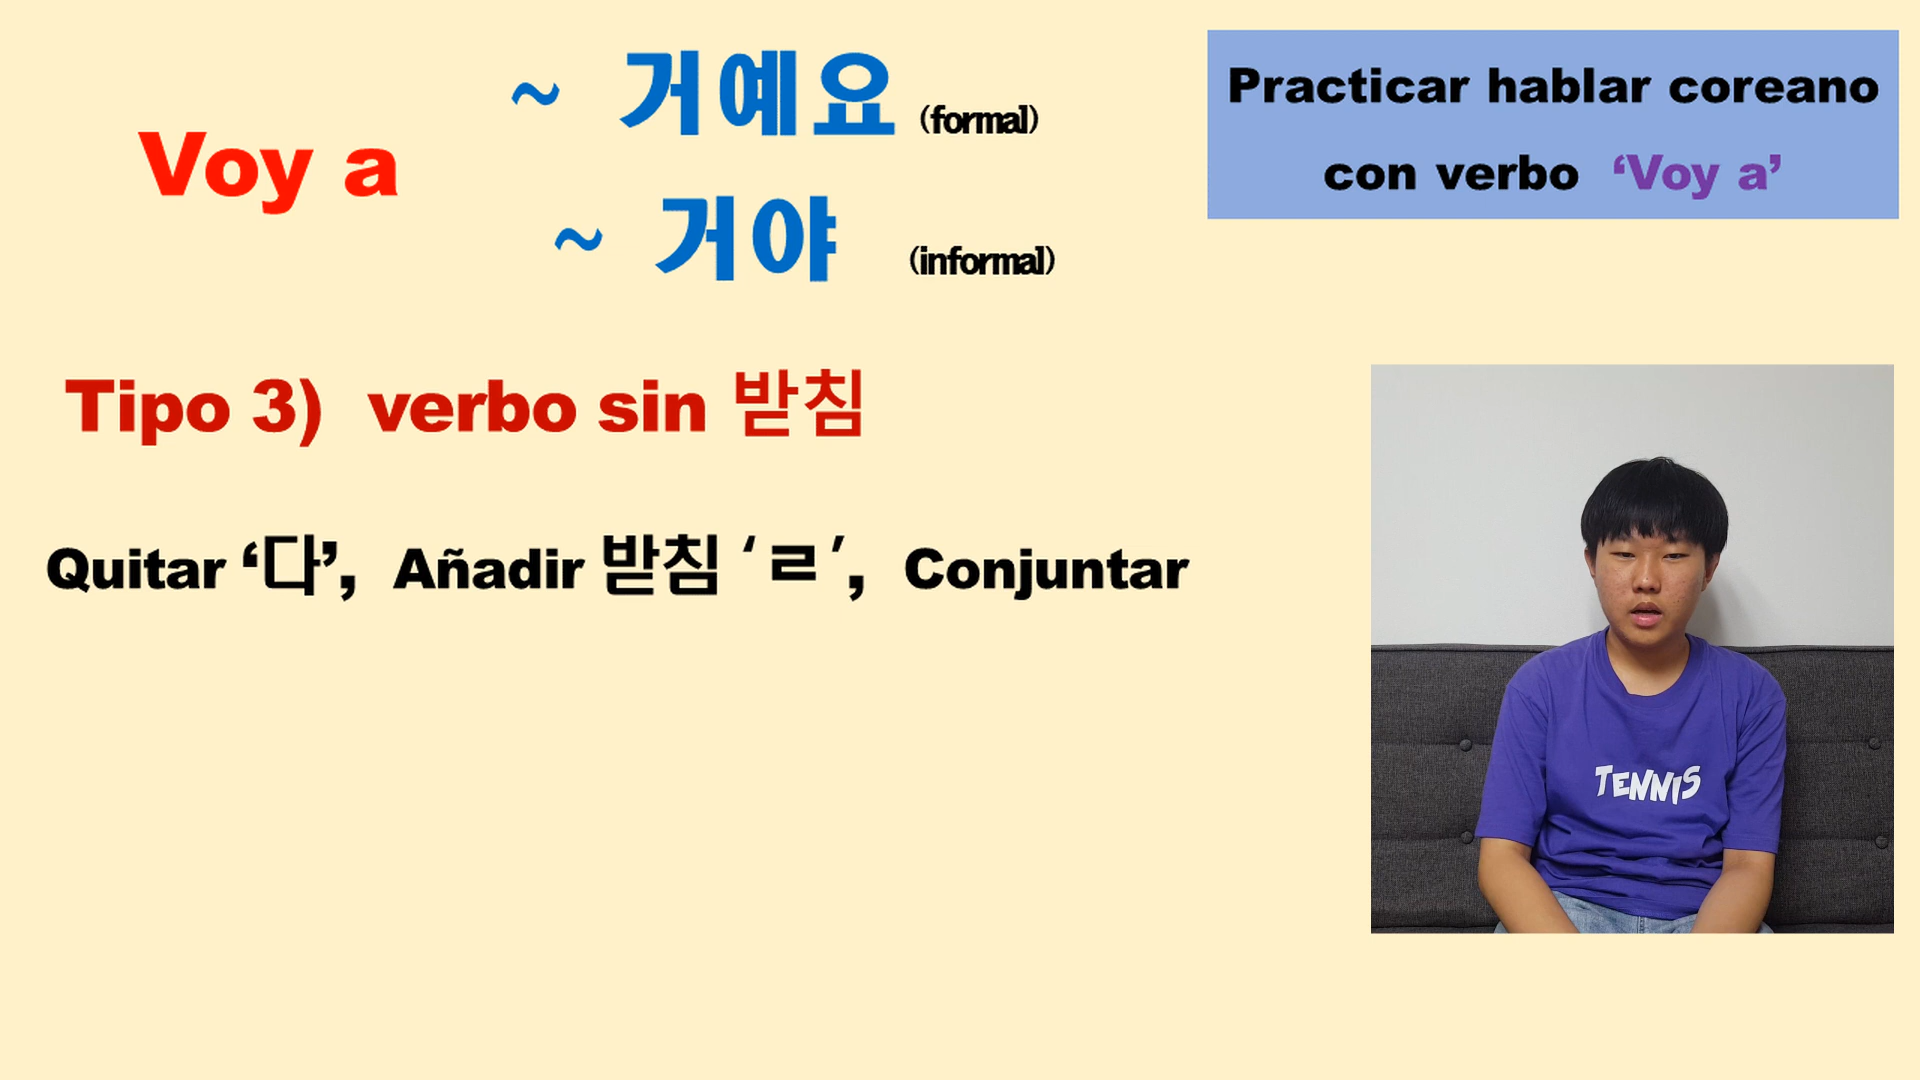 Voy a
~ 거예요 (formal)
~ 거야 (informal)
Practicar hablar coreano
con verbo ‘Voy a’
Tipo 3) verbo sin 받침
Quitar ‘다’, Añadir 받침 ‘ㄹ’, Conjuntar
TENNIS